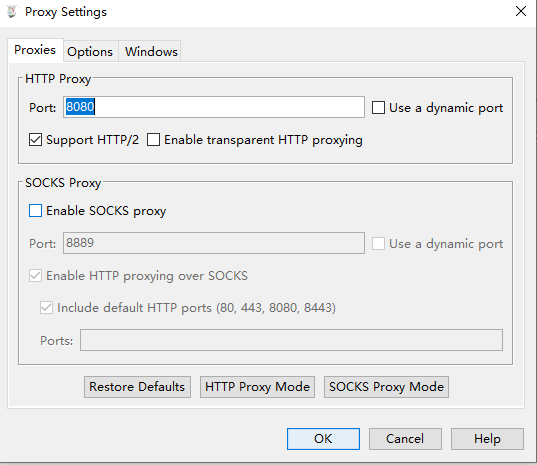 Proxy Settings
Proxies Options Windows
HTTP Proxy
Port: 8080 Use a dynamic port
Support HTTP/2 Enable transparent HTTP proxying
SOCKS Proxy
Enable SOCKS proxy
Port: 8889 Use a dynamic port
Enable HTTP proxying over SOCKS
Include default HTTP ports (80, 443, 8080, 8443)
Ports:
Restore Defaults HTTP Proxy Mode SOCKS Proxy Mode
OK Cancel Help